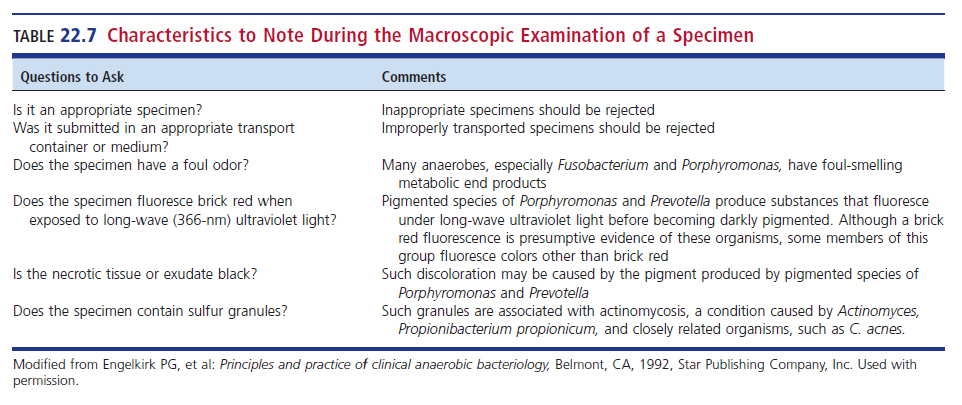 TABLE 22.7 Characteristics to Note During the Macroscopic Examination of a Specimen
Questions to Ask Comments
Is it an appropriate specimen? Inappropriate specimens should be rejected
Was it submitted in an appropriate transport Improperly transported specimens should be rejected
container or medium?
Does the specimen have a foul odor? Many anaerobes, especially Fusobacterium and Porphyromonas, have foul-smelling
metabolic end products
Does the specimen fluoresce brick red when Pigmented species of Porphyromonas and Prevotella produce substances that fluoresce
exposed to long-wave (366-nm) ultraviolet light? under long-wave ultraviolet light before becoming darkly pigmented. Although a brick
red fluorescence is presumptive evidence of these organisms, some members of this
group fluoresce colors other than brick red
Is the necrotic tissue or exudate black? Such discoloration may be caused by the pigment produced by pigmented species of
Porphyromonas and Prevotella
Does the specimen contain sulfur granules? Such granules are associated with actinomycosis, a condition caused by Actinomyces,
Propionibacterium propionicum, and closely related organisms, such as C. acnes.
Modified from Engelkirk PG, et al: Principles and practice of clinical anaerobic bacteriology, Belmont, CA, 1992, Star Publishing Company, Inc. Used with
permission.